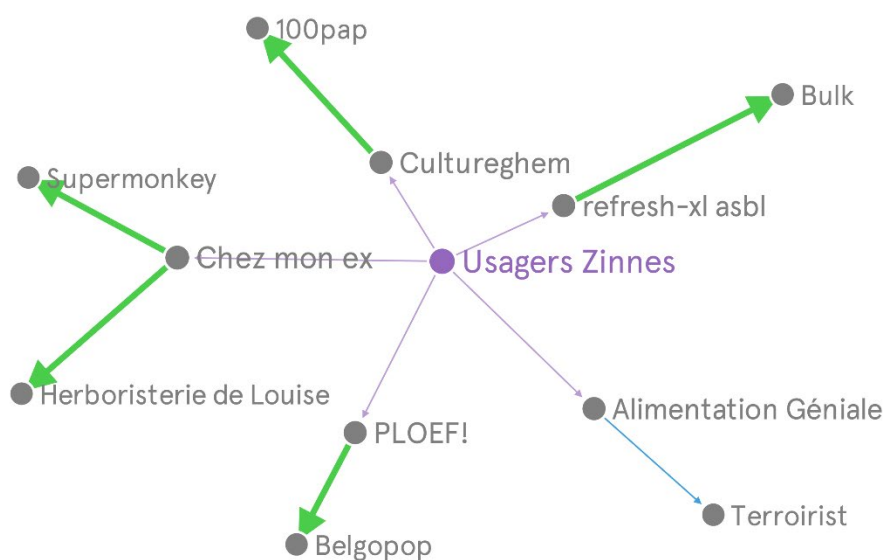 100pap
Bulk
Cultureghem
Supermonkey
refresh-xl asbl
Chez mon ex
Usagers Zinnes
Herboristerie de Louise
Alimentation Géniale
PLOEF!
Terroirist
Belgopop